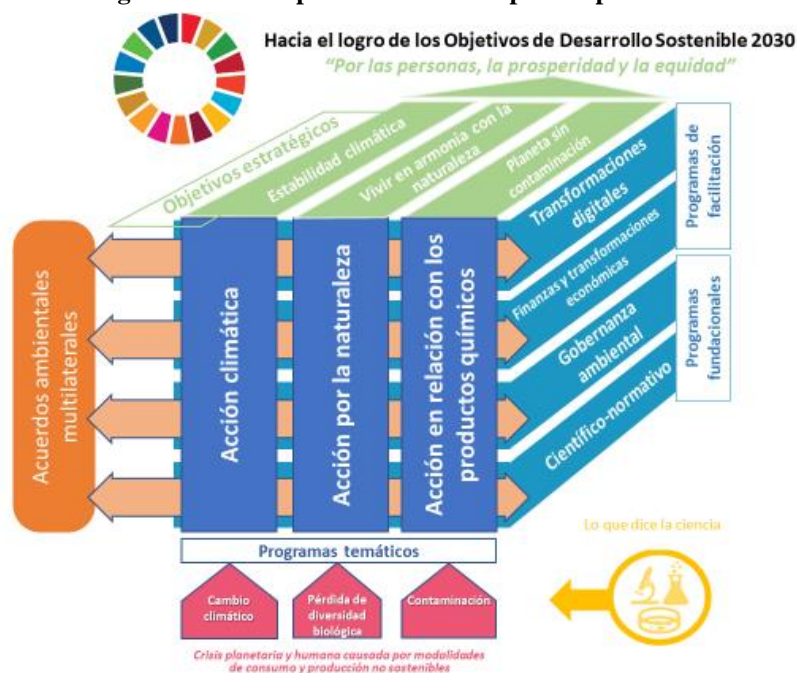 Hacia el logro de los Objetivos de Desarrollo Sostenible 2030
“Por las personas, la prosperidad y la equidad”
Objetivos estratégicos
Estabilidad climática
Vivir en armonía con la
naturaleza
Planeta sin
contaminación
Transformaciones
digitales
Finanzas y transformaciones
económicas
Gobernanza
ambiental
Científico-normativo
Programas de
facilitación
Programas
fundacionales
Acuerdos ambientales
multilaterales
Acción climática
Acción por la naturaleza
Acción en relación con los
productos químicos
Programas temáticos
Cambio
climático
Pérdida de
diversidad
biológica
Contaminación
Crisis planetaria y humana causada por modalidades
de consumo y producción no sostenibles
Lo que dice la ciencia